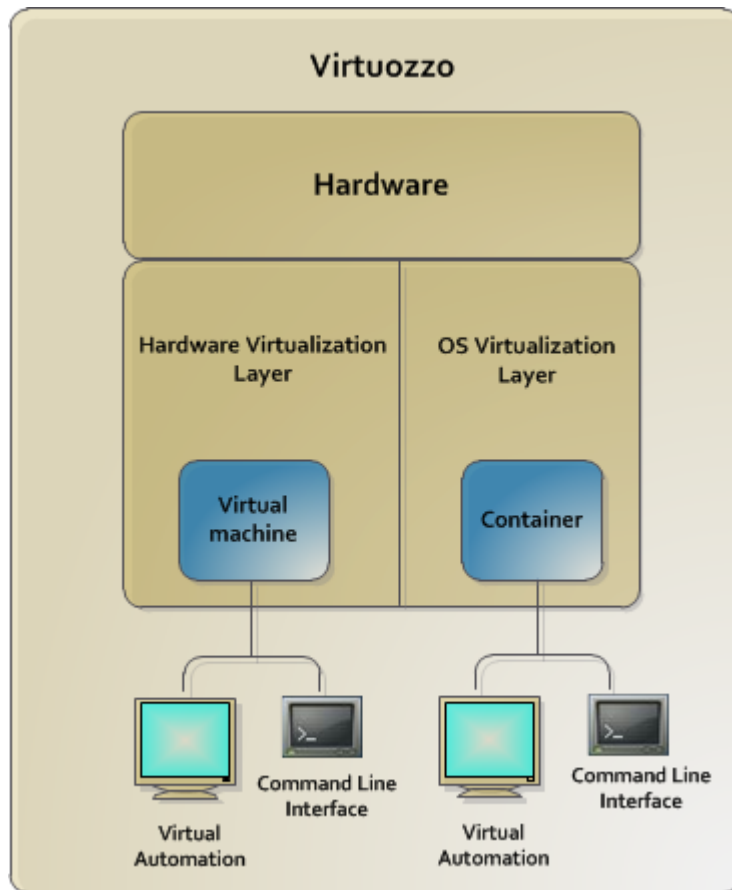 Virtuozzo
Hardware
Hardware Virtualization
Layer
OS Virtualization
Layer
Virtual
machine
Container
>_
Command Line
Interface
Virtual
Automation
>_
Command Line
Interface
Virtual
Automation